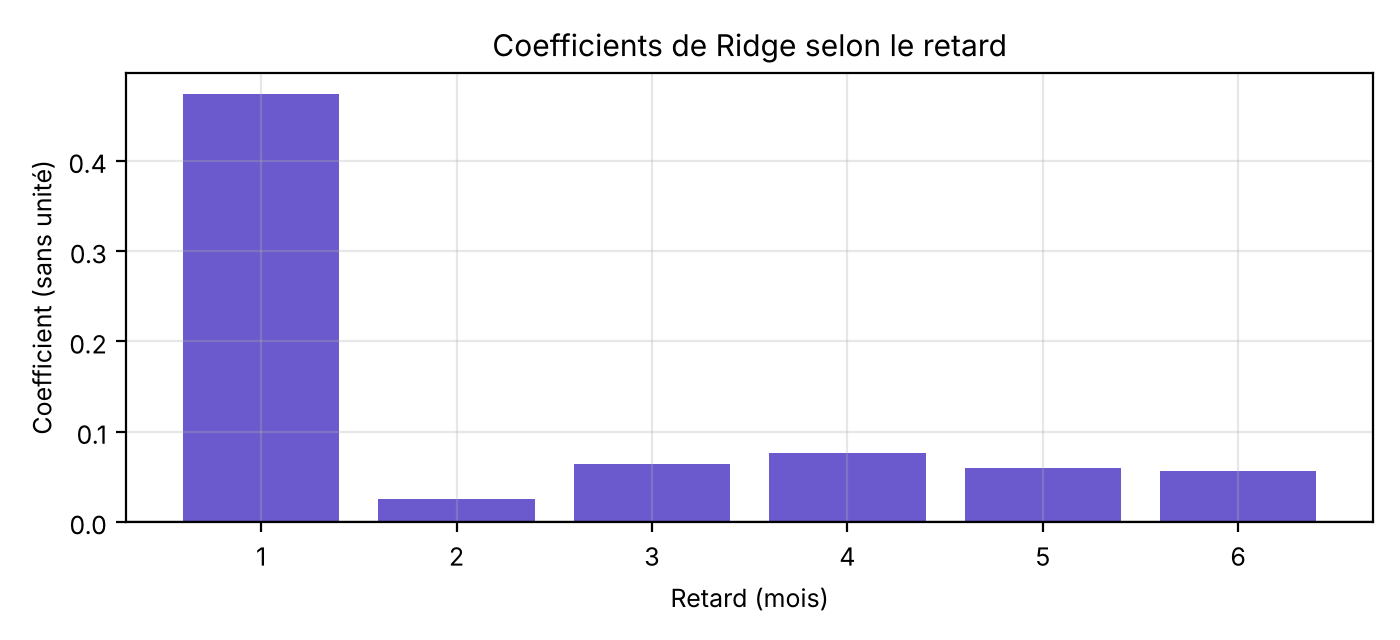 Coefficients de Ridge selon le retard
Coefficient (sans unité)
0.4
0.3
0.2
0.1
0.0
1 2 3 4 5 6
Retard (mois)